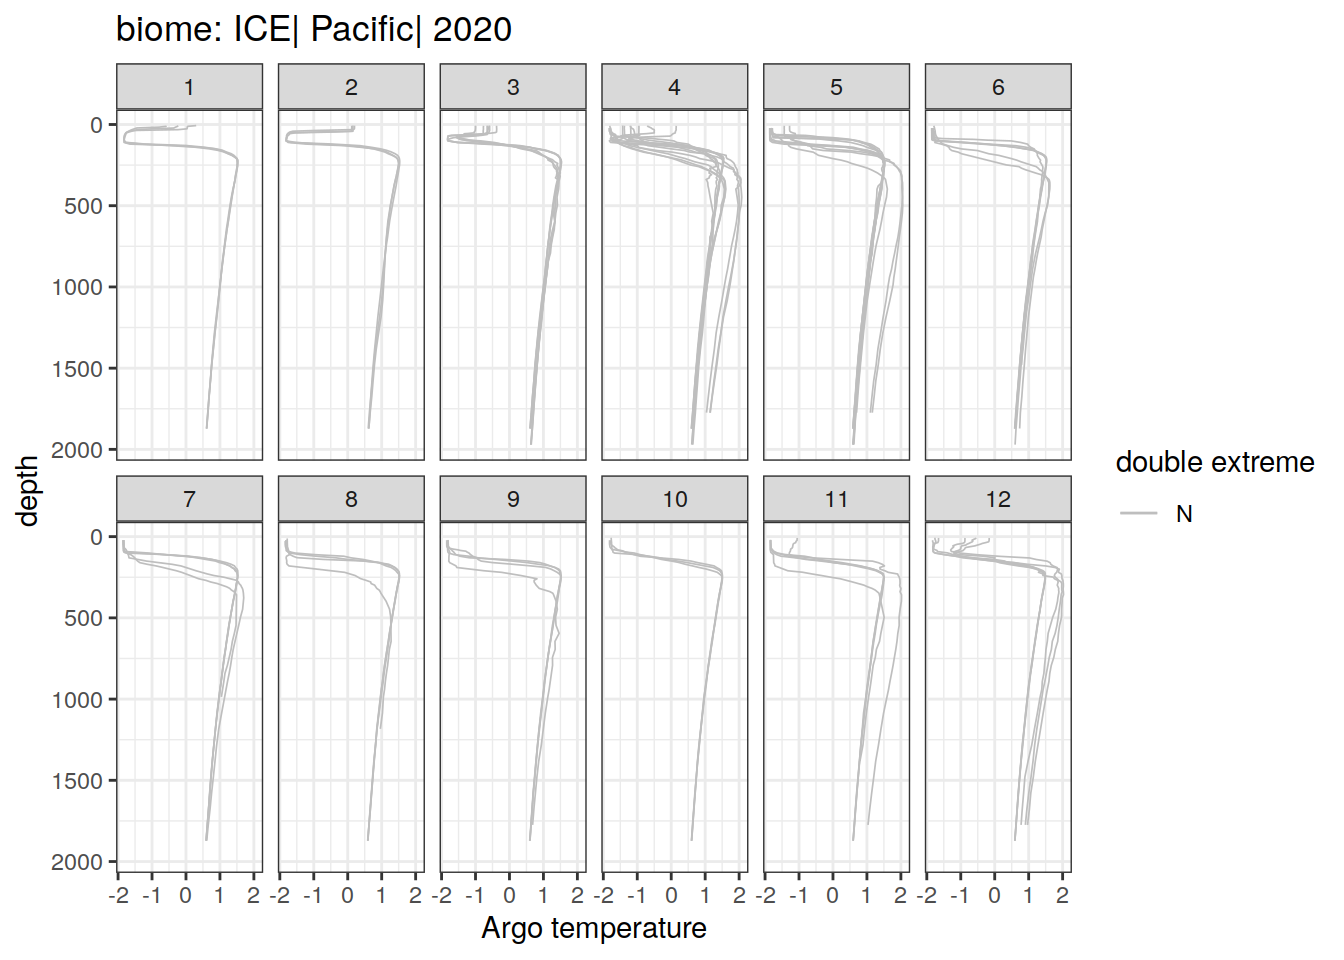 biome: ICE| Pacific| 2020
1 2 3 4 5 6
0
500
1000
1500
2000
7 8 9 10 11 12
0
500
1000
1500
2000
-2 -1 0 1 2 -2 -1 0 1 2 -2 -1 0 1 2 -2 -1 0 1 2 -2 -1 0 1 2 -2 -1 0 1 2
Argo temperature
depth
double extreme
N